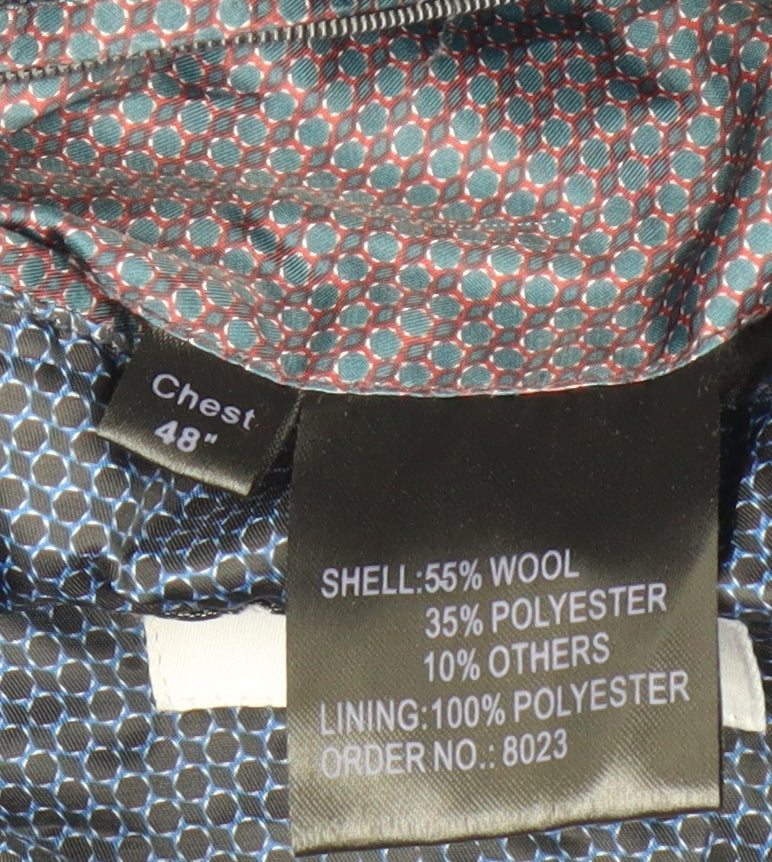 Chest
48"
SHELL:55% WOOL
35% POLYESTER
10% OTHERS
LINING:100% POLYESTER
ORDER NO.: 8023